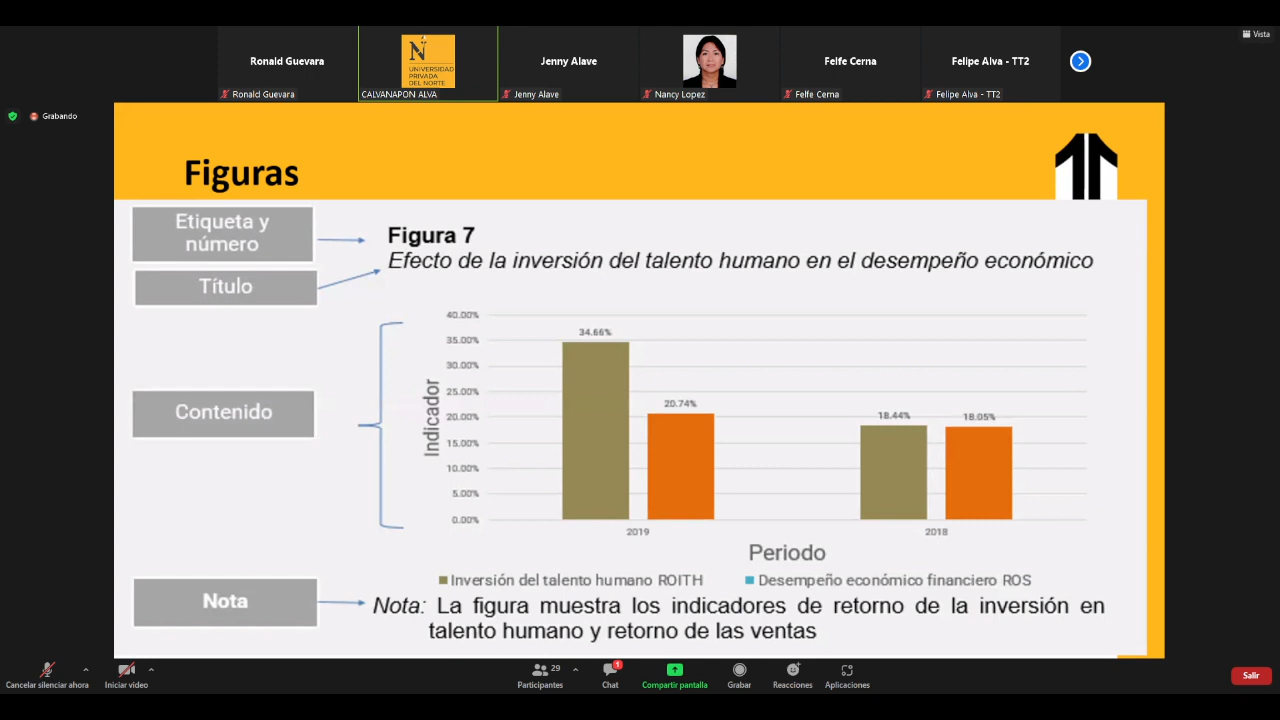 Vista
Ronald Guevara
UNIVERSIDAD
PRIVADA
DEL NORTE
Jenny Alave
Felfe Cerna
Felipe Alva - TT2
Ronald Guevara
CALVANAPON ALVA
Jenny Alave
Nancy Lopez
Felfe Cerna
Felipe Alva - TT2
Grabando
Figuras
Etiqueta y
número
Título
Contenido
Nota
Figura 7
Efecto de la inversión del talento humano en el desempeño económico
40.00%
35.00%
30.00%
25.00%
20.00%
15.00%
10.00%
5.00%
0.00%
Indicador
34.66%
20.74%
18.44%
18.05%
2019
2018
Periodo
Inversión del talento humano ROITH
Desempeño económico financiero ROS
Nota: La figura muestra los indicadores de retorno de la inversión en
talento humano y retorno de las ventas
Cancelar silenciar ahora
Iniciar video
29
Participantes
1
Chat
Compartir pantalla
Grabar
Reacciones
Aplicaciones
Salir